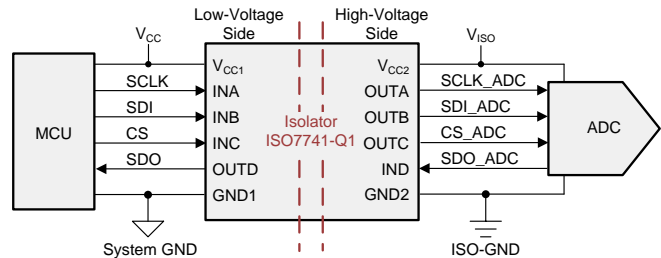 Low-Voltage
Side
High-Voltage
Side
VCC
VISO
MCU
SCLK
SDI
CS
SDO
VCC1
INA
INB
INC
OUTD
GND1
Isolator
ISO7741-Q1
VCC2
OUTA
OUTB
OUTC
IND
GND2
SCLK_ADC
SDI_ADC
CS_ADC
SDO_ADC
ADC
System GND
ISO-GND